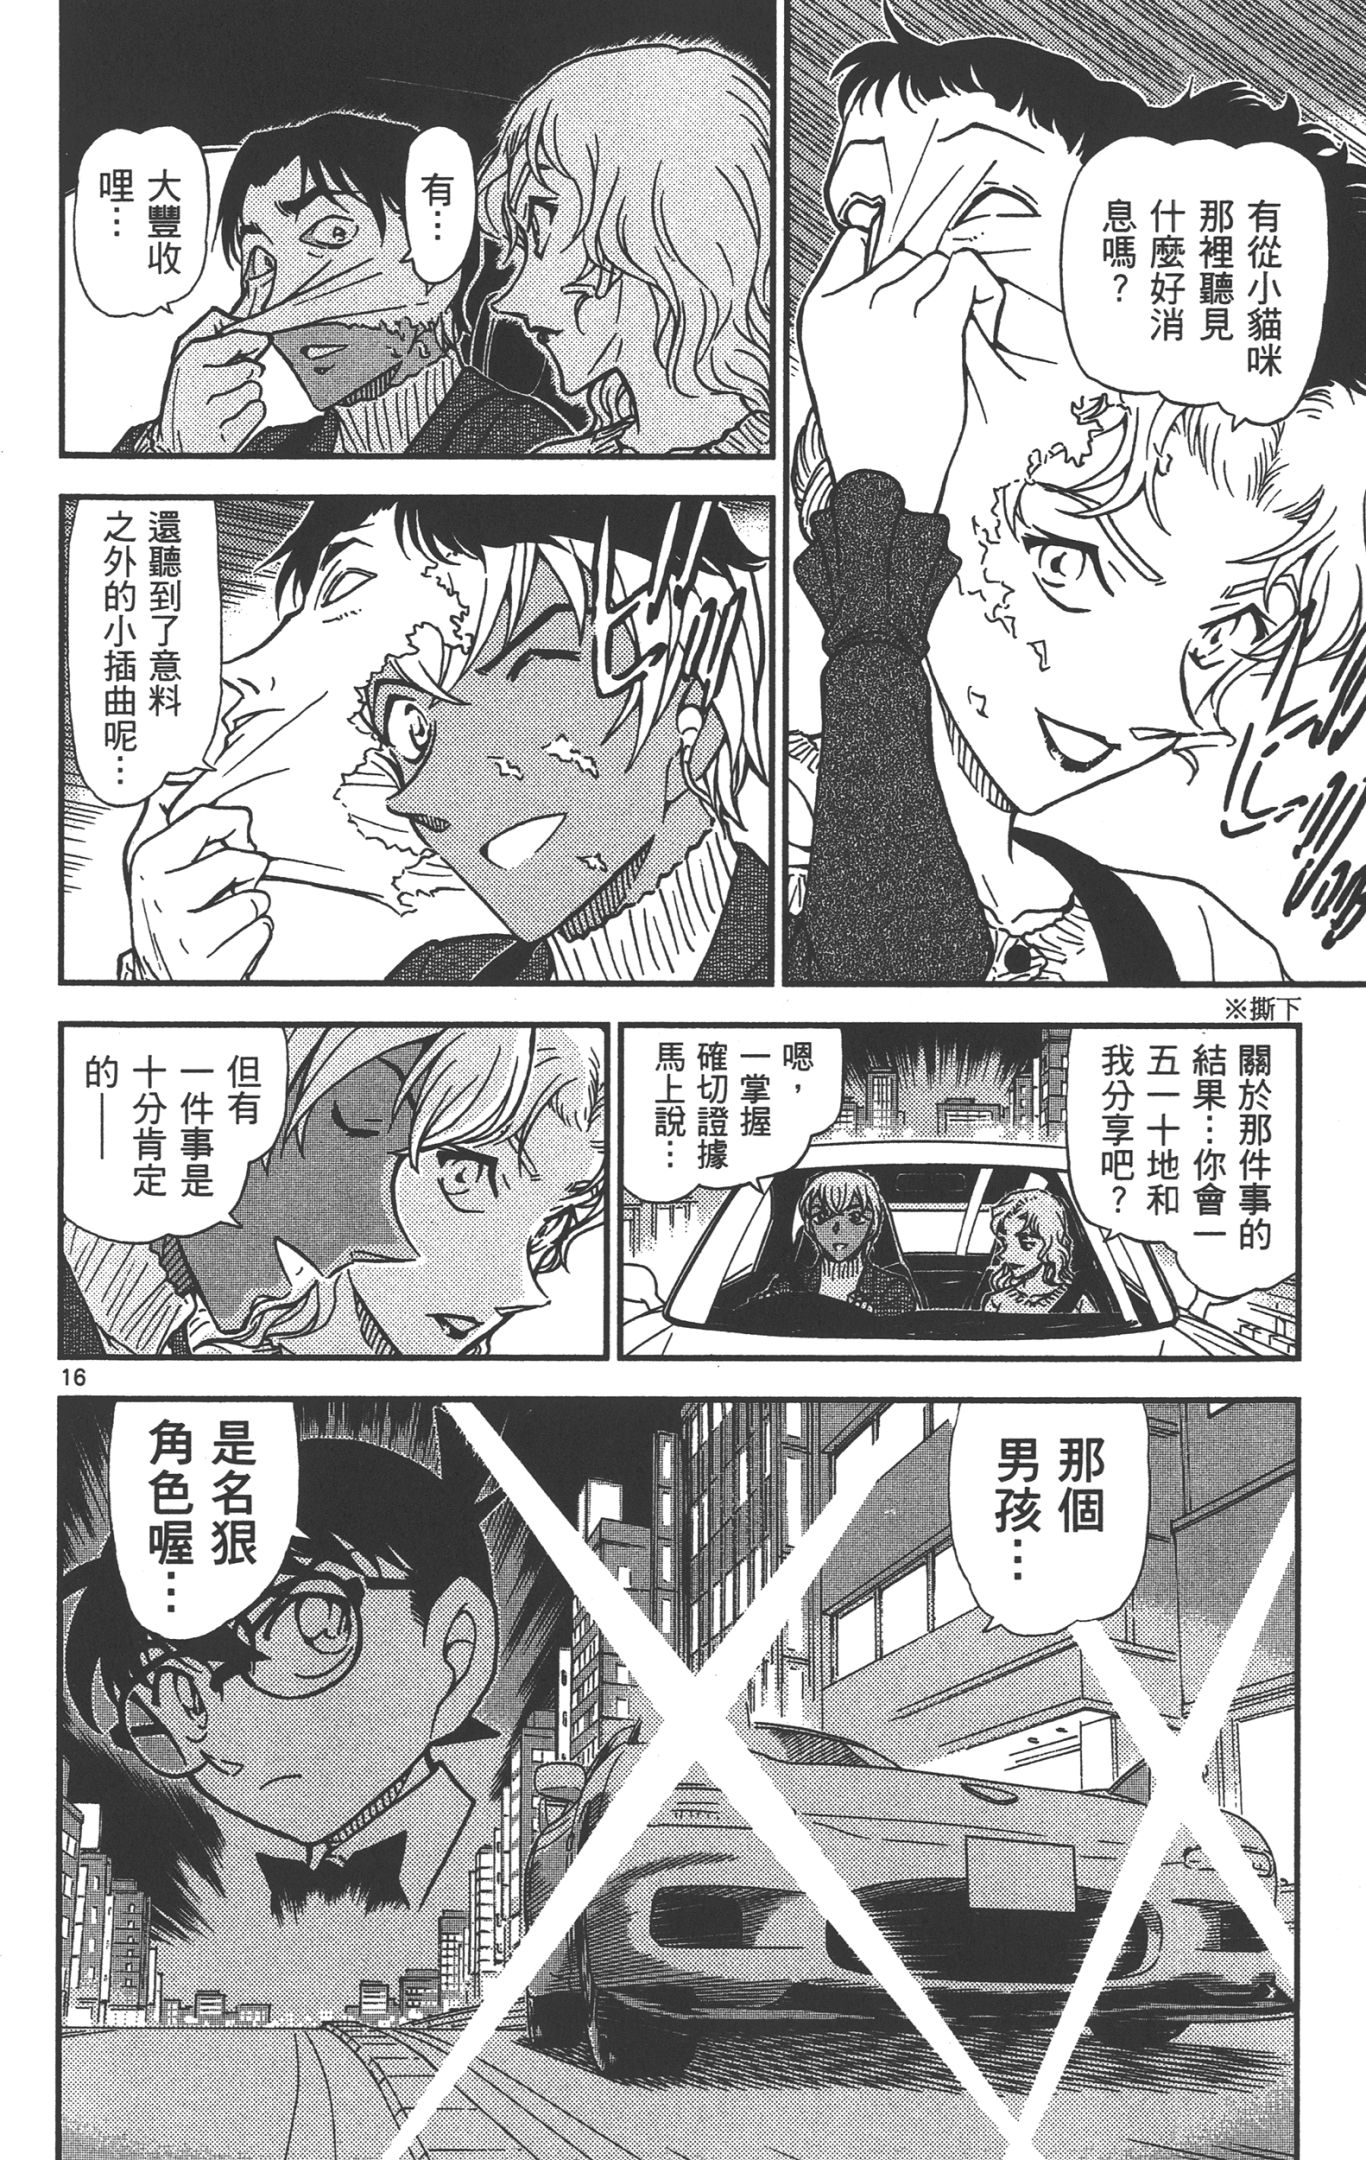 有從小貓咪
那裡聽見
什麼好消
息嗎？
有…
大豐收
哩…
還聽到了意料
之外的小插曲呢…
※撕下
關於那件事的
結果…你會一
五一十地和
我分享吧？
嗯，
一掌握
確切證據
馬上說…
但有
一件事是
十分肯定
的——
16
那個
男孩…
是名狠
角色喔…